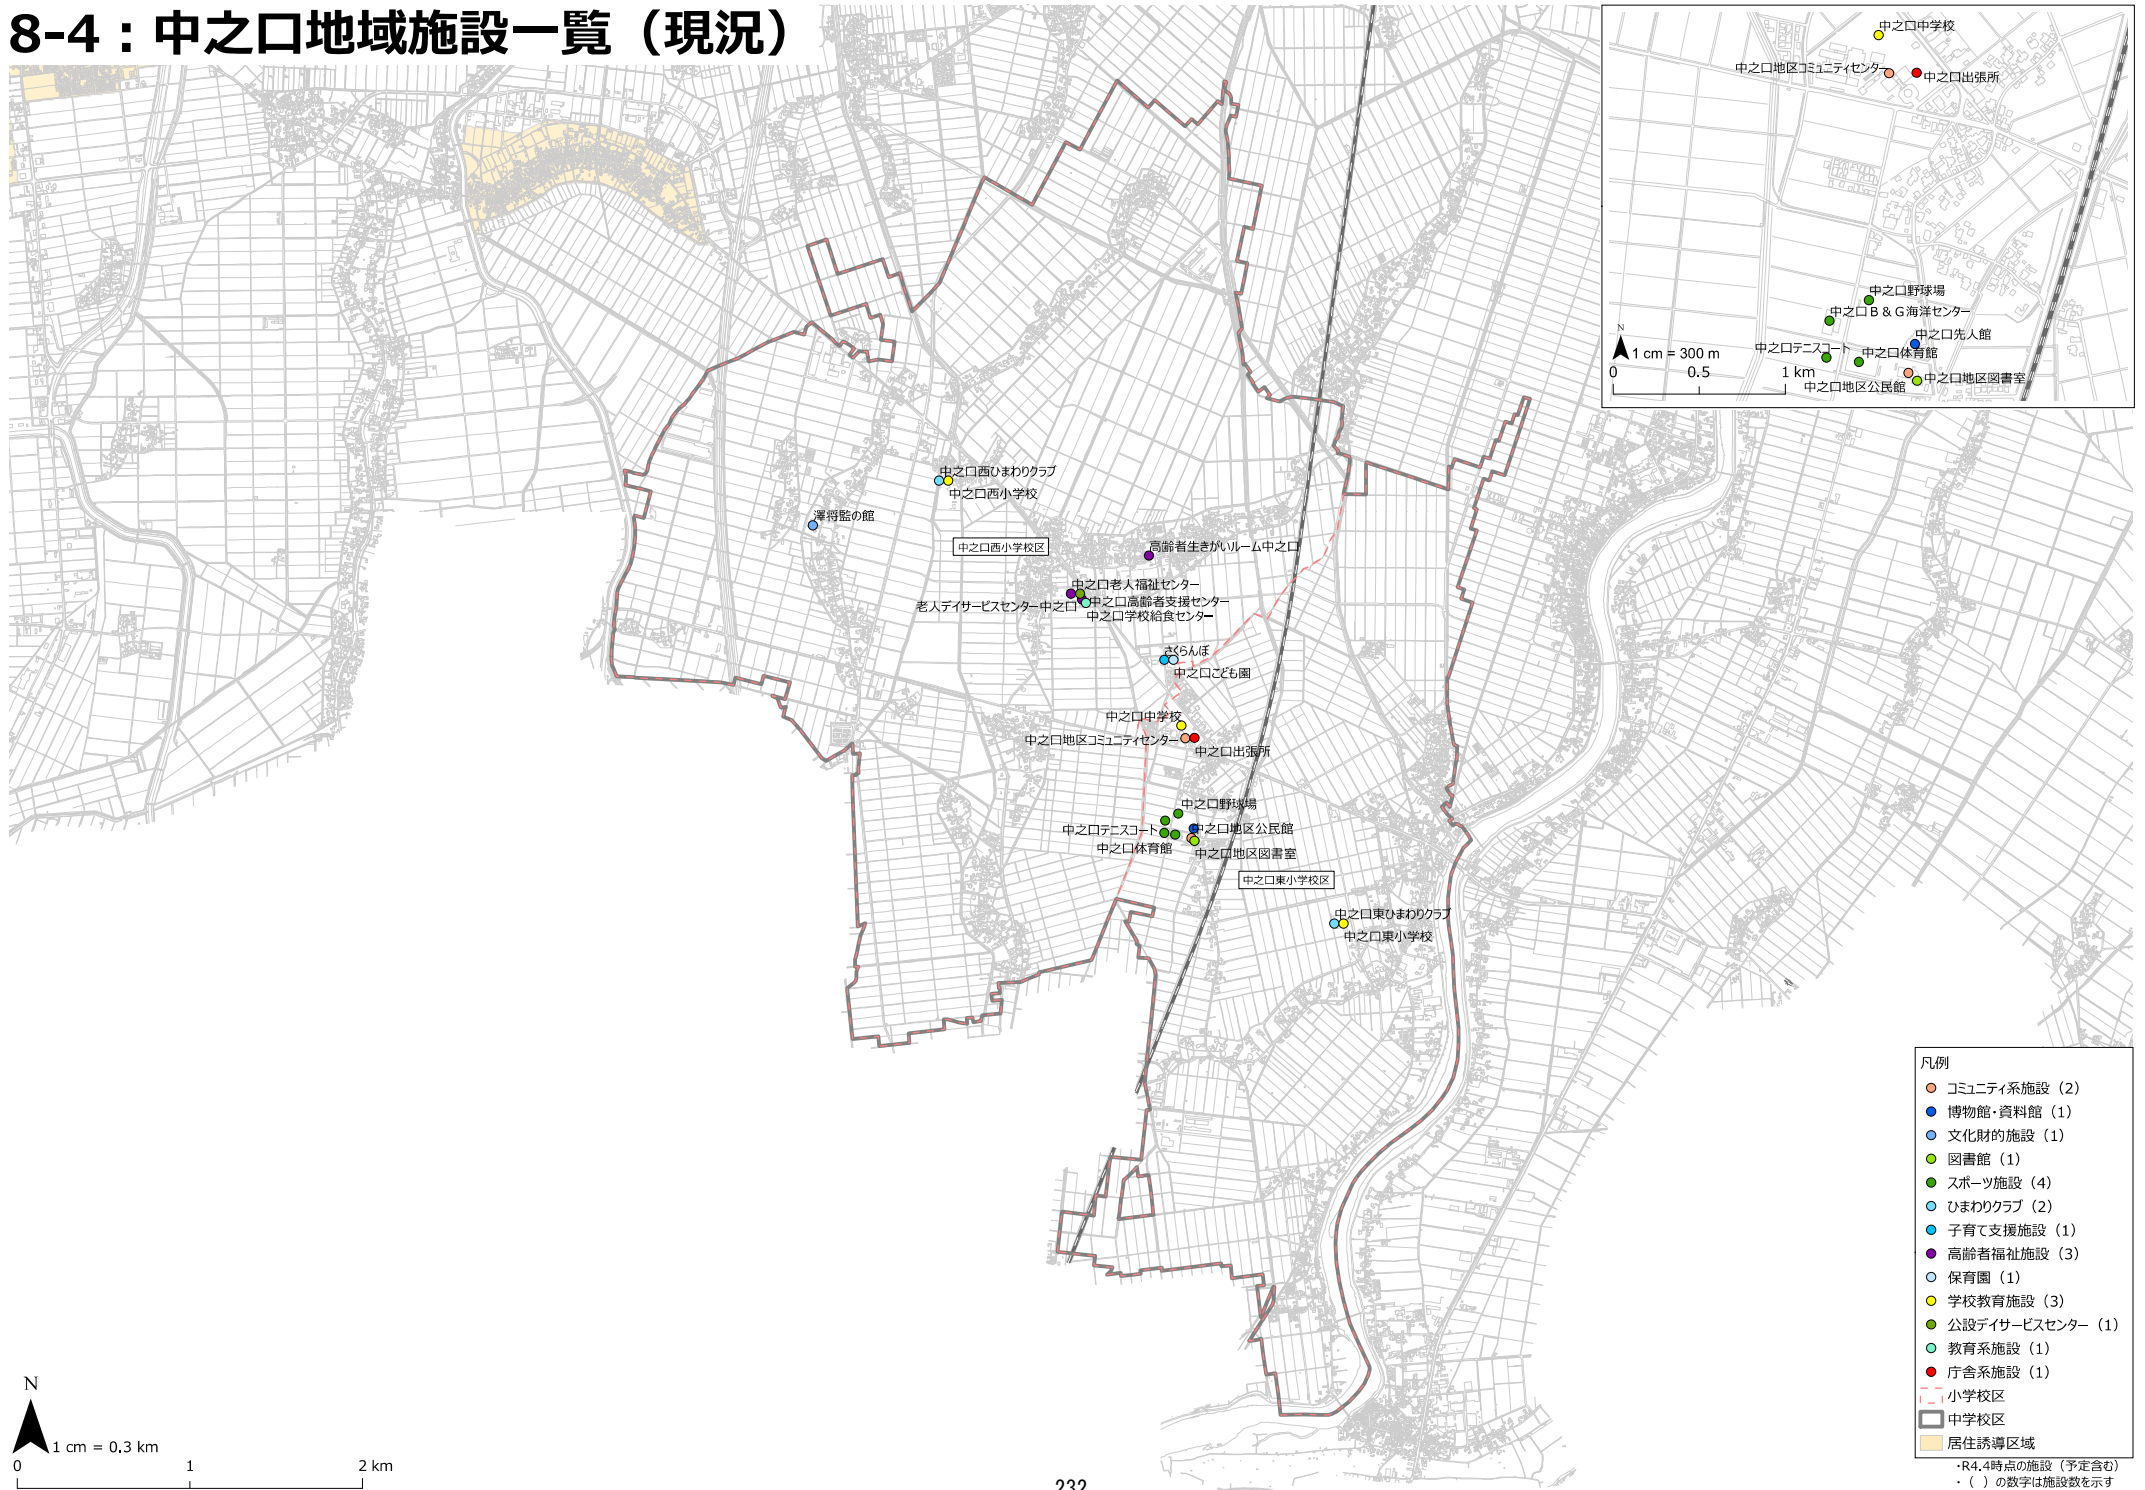 8-4：中之口地域施設一覧（現況）
中之口中学校
中之口地区コミュニティセンター
中之口出張所
中之口野球場
中之口Ｂ＆Ｇ海洋センター
中之口先人館
中之口テニスコート
中之口体育館
中之口地区図書室
中之口地区公民館
N
1 cm = 300 m
0 0.5 1 km
中之口西ひまわりクラブ
中之口西小学校
澤将監の館
中之口西小学校区
高齢者生きがいルーム中之口
中之口老人福祉センター
中之口高齢者支援センター
老人デイサービスセンター中之口
中之口学校給食センター
さくらんぼ
中之口こども園
中之口中学校
中之口地区コミュニティセンター
中之口出張所
中之口野球場
中之口地区公民館
中之口テニスコート
中之口体育館
中之口地区図書室
中之口東小学校区
中之口東ひまわりクラブ
中之口東小学校
凡例
コミュニティ系施設（2）
博物館・資料館（1）
文化財的施設（1）
図書館（1）
スポーツ施設（4）
ひまわりクラブ（2）
子育て支援施設（1）
高齢者福祉施設（3）
保育園（1）
学校教育施設（3）
公設デイサービスセンター（1）
教育系施設（1）
庁舎系施設（1）
小学校区
中学校区
居住誘導区域
・R4.4時点の施設（予定含む）
・（ ）の数字は施設数を示す
N
1 cm = 0.3 km
0 1 2 km
232